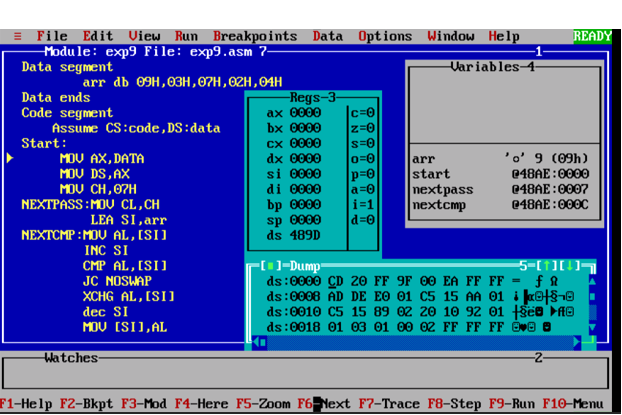 ≡ File Edit View Run Breakpoints Data Options Window Help READY
Module: exp9 File: exp9.asm 7 1
Data segment
arr db 09H,03H,07H,02H,04H
Data ends
Code segment
Assume CS:code,DS:data
Start:
MOV AX,DATA
MOV DS,AX
MOV CH,07H
NEXTPASS:MOV CL,CH
LEA SI,arr
NEXTCMP:MOV AL,[SI]
INC SI
CMP AL,[SI]
JC NOSWAP
XCHG AL,[SI]
dec SI
MOV [SI],AL
Regs 3
ax 0000 c=0
bx 0000 z=0
cx 0000 s=0
dx 0000 o=0
si 0000 p=0
di 0000 a=0
bp 0000 i=1
sp 0000 d=0
ds 489D
Variables 4
arr '○' 9 (09h)
start @48AE:0000
nextpass @48AE:0007
nextcmp @48AE:000C
[■]=Dump 5=[↑][↓]
ds:0000 CD 20 FF 9F 00 EA FF FF = ƒ Ω
ds:0008 AD DE E0 01 C5 15 AA 01
ds:0010 C5 15 89 02 20 10 92 01
ds:0018 01 03 01 00 02 FF FF FF
Watches 2
F1-Help F2-Bkpt F3-Mod F4-Here F5-Zoom F6-Next F7-Trace F8-Step F9-Run F10-Menu